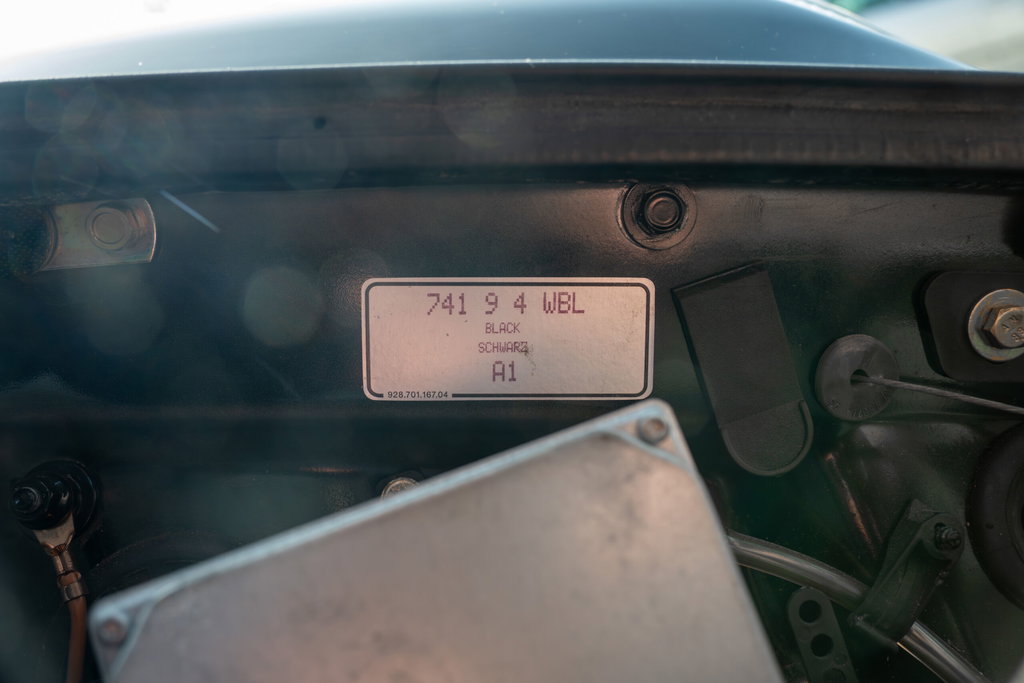 741 9 4 WBL
BLACK
SCHWARZ
A1
928.701.167.04